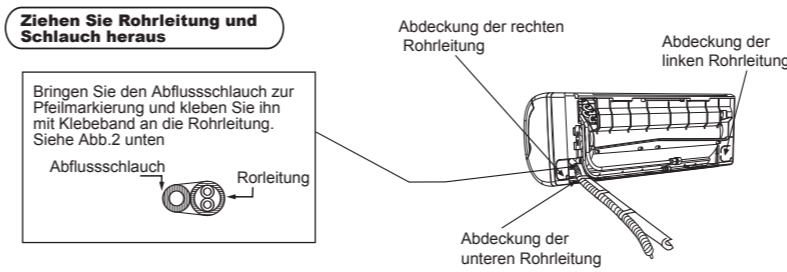 Ziehen Sie Rohrleitung und
Schlauch heraus
Bringen Sie den Abflussschlauch zur
Pfeilmarkierung und kleben Sie ihn
mit Klebeband an die Rohrleitung.
Siehe Abb.2 unten
Abflussschlauch
Rorleitung
Abdeckung der rechten
Rohrleitung
Abdeckung der
linken Rohrleitung
Abdeckung der
unteren Rohrleitung